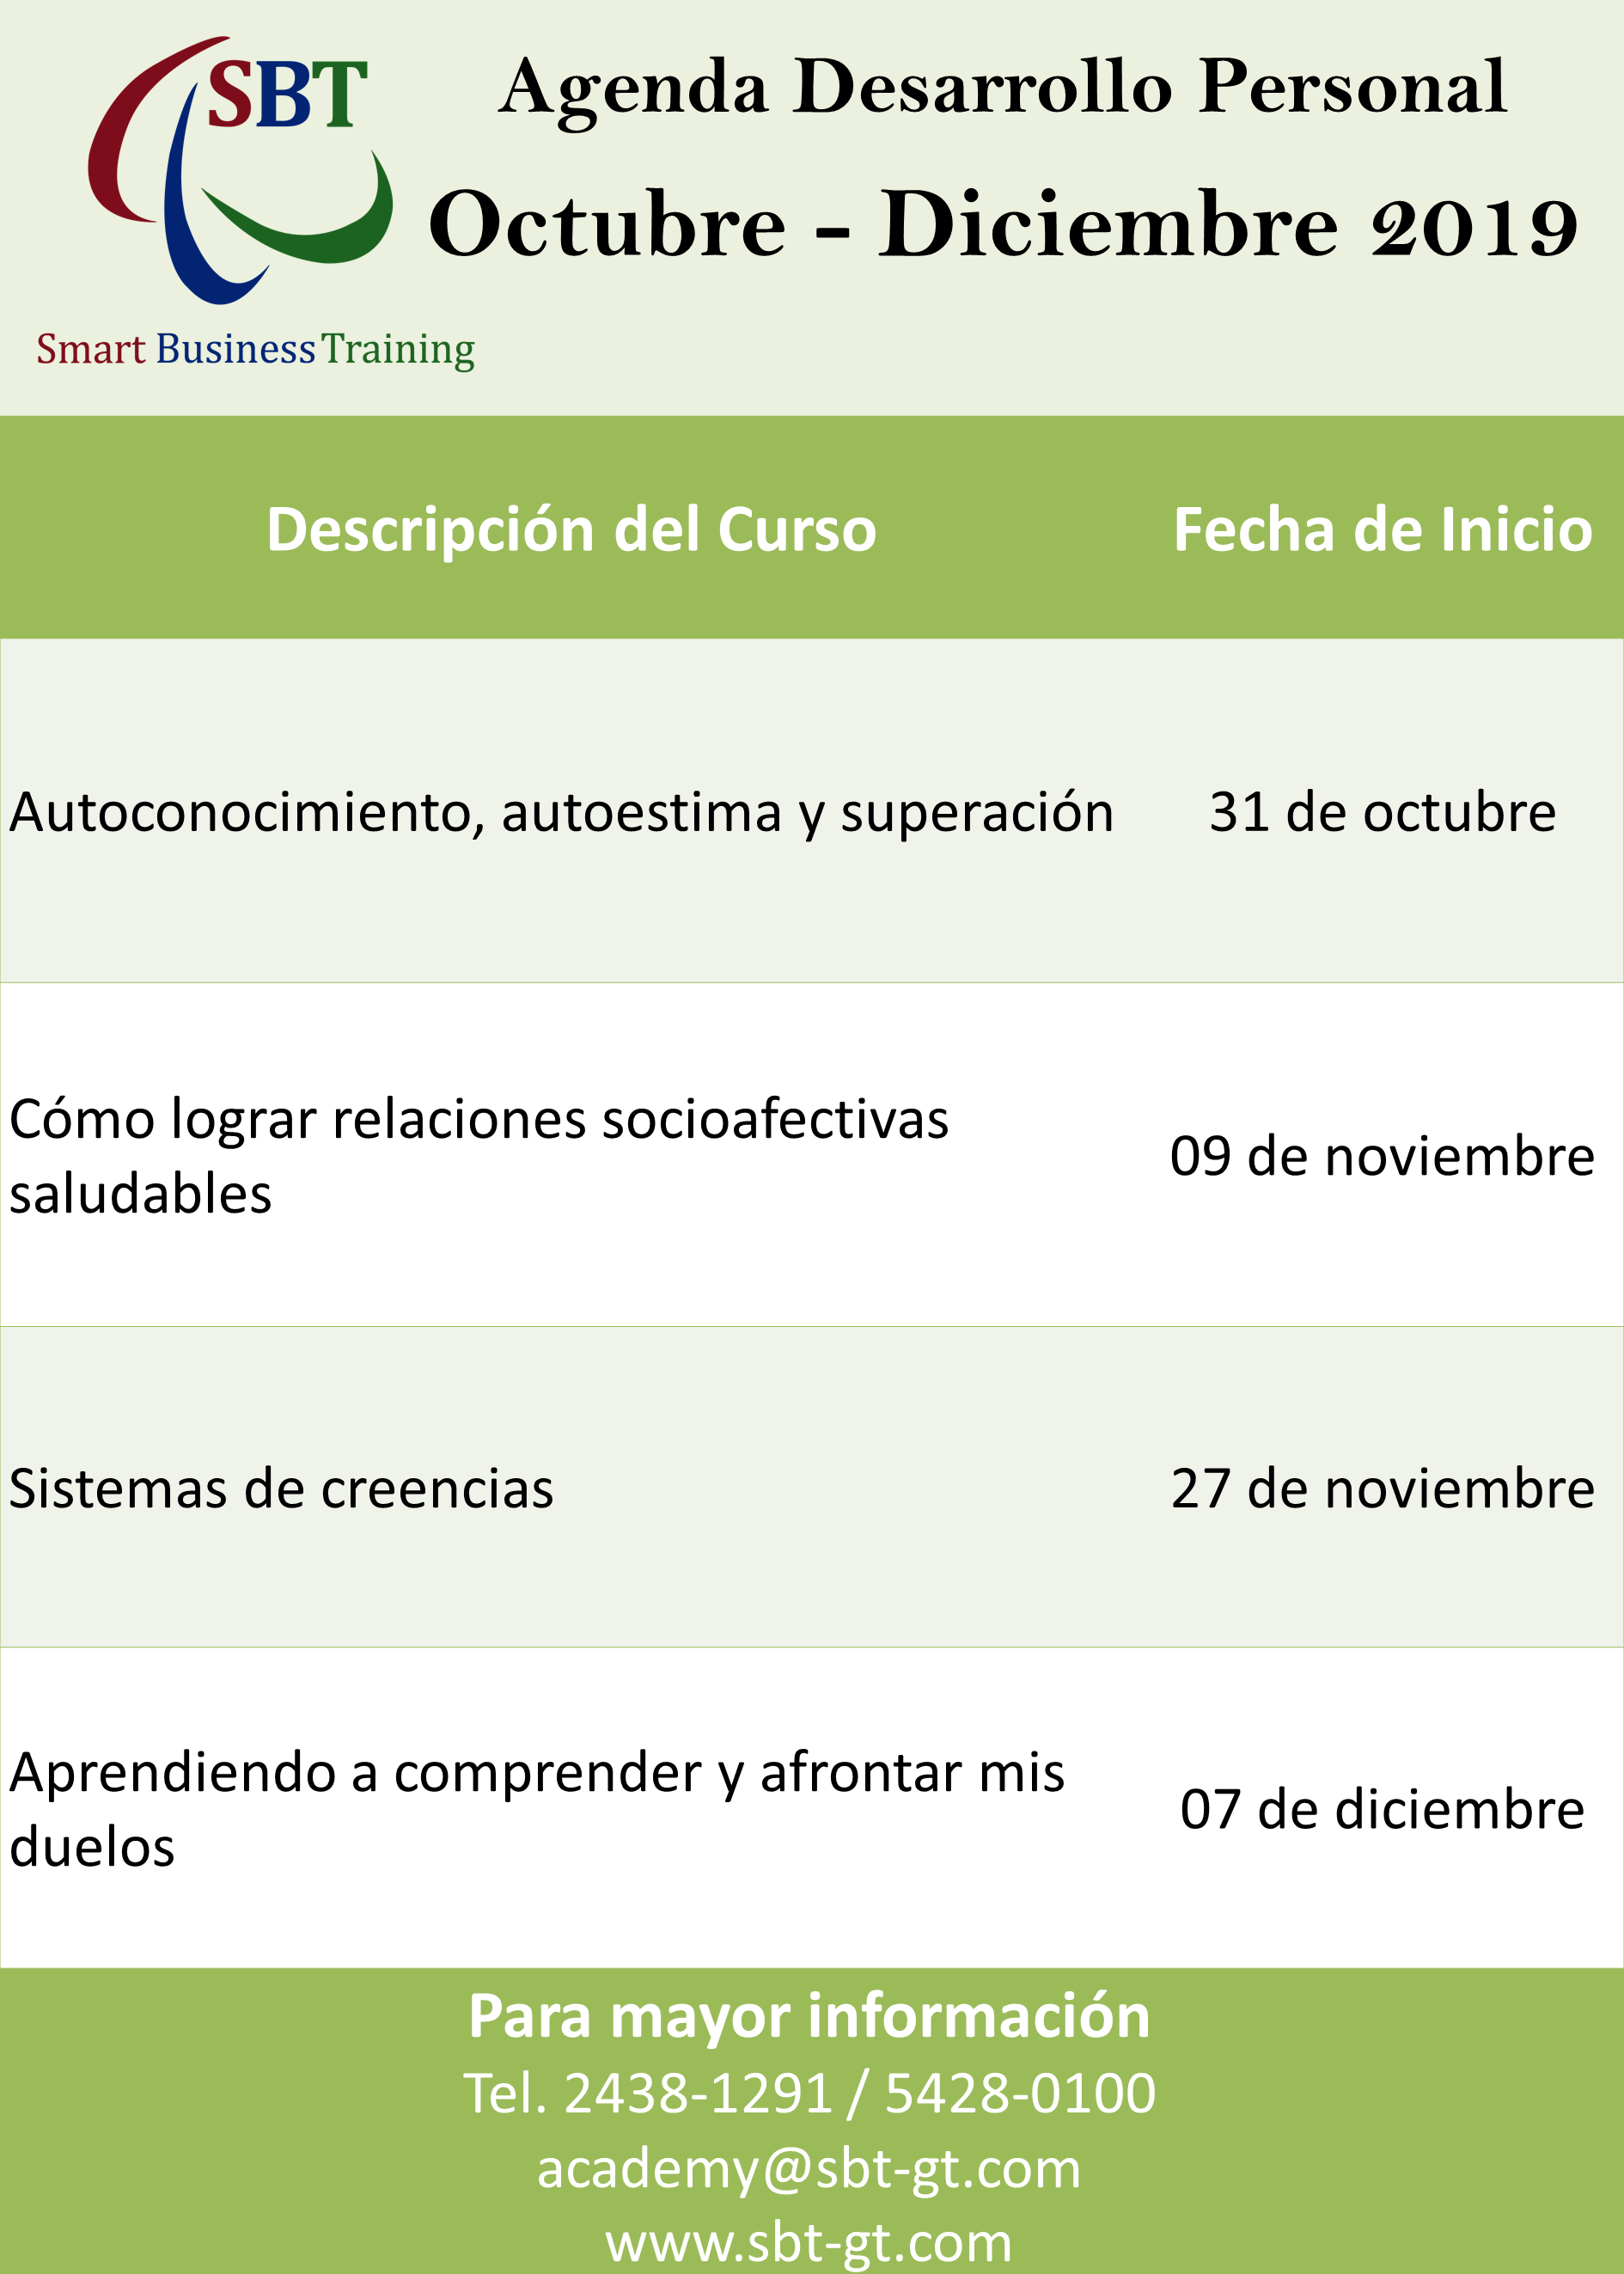 SBT
Smart Business Training
Agenda Desarrollo Personal
Octubre - Diciembre 2019
Descripción del Curso Fecha de Inicio
Autoconocimiento, autoestima y superación 31 de octubre
Cómo lograr relaciones socioafectivas
saludables
09 de noviembre
Sistemas de creencias 27 de noviembre
Aprendiendo a comprender y afrontar mis
duelos
07 de diciembre
Para mayor información
Tel. 2438-1291 / 5428-0100
academy@sbt-gt.com
www.sbt-gt.com